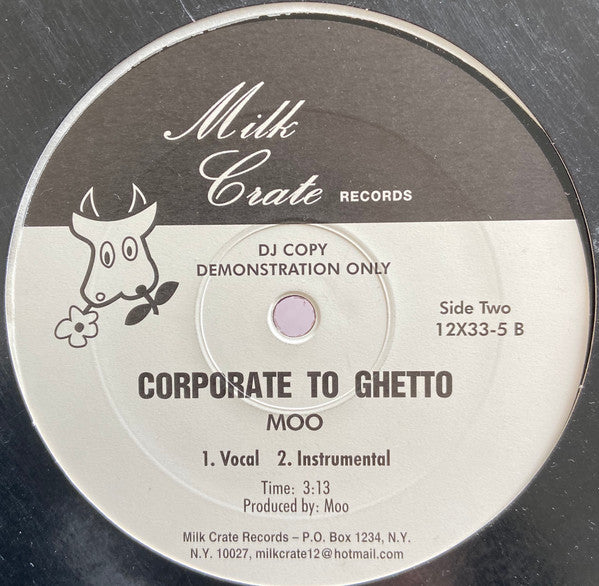 Milk
Crate RECORDS
DJ COPY
DEMONSTRATION ONLY
Side Two
12X33-5 B
CORPORATE TO GHETTO
MOO
1. Vocal 2. Instrumental
Time: 3:13
Produced by: Moo
Milk Crate Records – P.O. Box 1234, N.Y.
N.Y. 10027, milkcrate12@hotmail.com